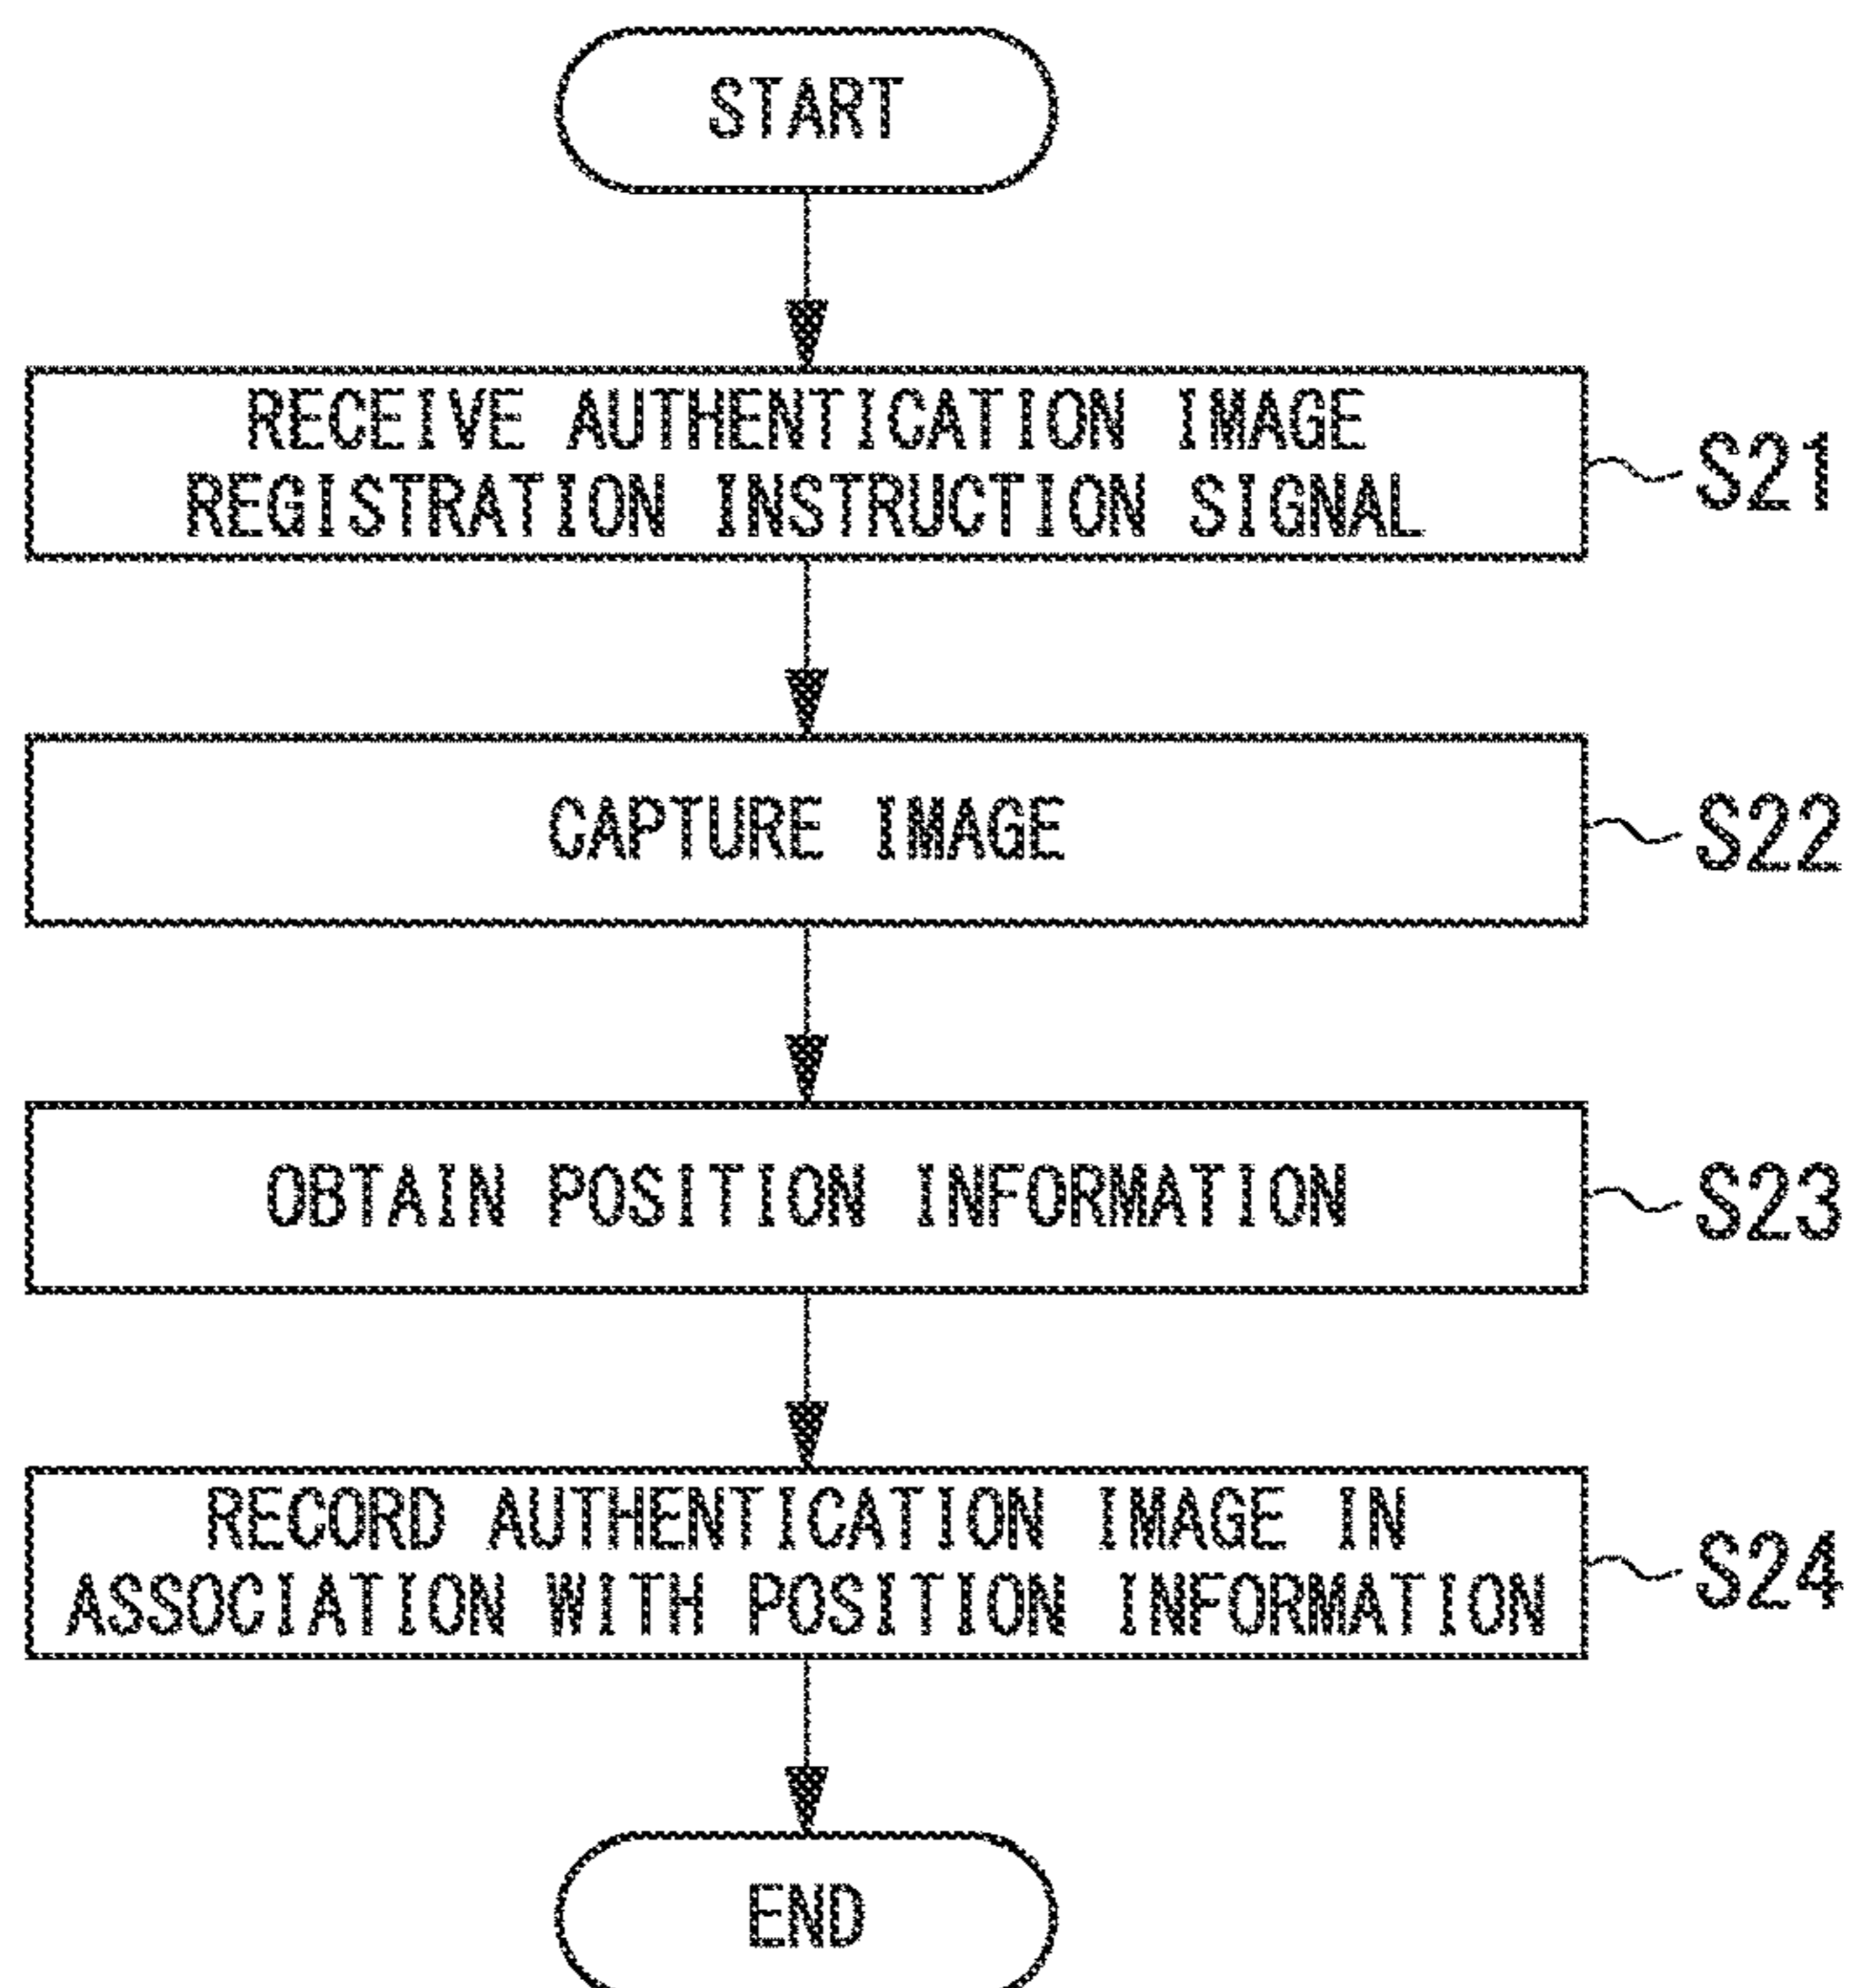 START
RECEIVE AUTHENTICATION IMAGE
REGISTRATION INSTRUCTION SIGNAL
S21
CAPTURE IMAGE
S22
OBTAIN POSITION INFORMATION
S23
RECORD AUTHENTICATION IMAGE IN
ASSOCIATION WITH POSITION INFORMATION
S24
END